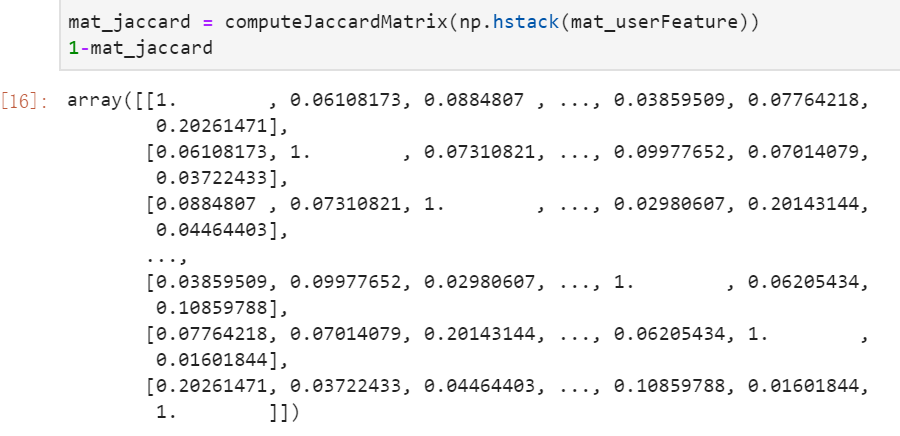 mat_jaccard = computeJaccardMatrix(np.hstack(mat_userFeature))
1-mat_jaccard
[16]: array([[1.        , 0.06108173, 0.0884807 , ..., 0.03859509, 0.07764218,
        0.20261471],
       [0.06108173, 1.        , 0.07310821, ..., 0.09977652, 0.07014079,
        0.03722433],
       [0.0884807 , 0.07310821, 1.        , ..., 0.02980607, 0.20143144,
        0.04464403],
       ...,
       [0.03859509, 0.09977652, 0.02980607, ..., 1.        , 0.06205434,
        0.10859788],
       [0.07764218, 0.07014079, 0.20143144, ..., 0.06205434, 1.        ,
        0.01601844],
       [0.20261471, 0.03722433, 0.04464403, ..., 0.10859788, 0.01601844,
        1.        ]])